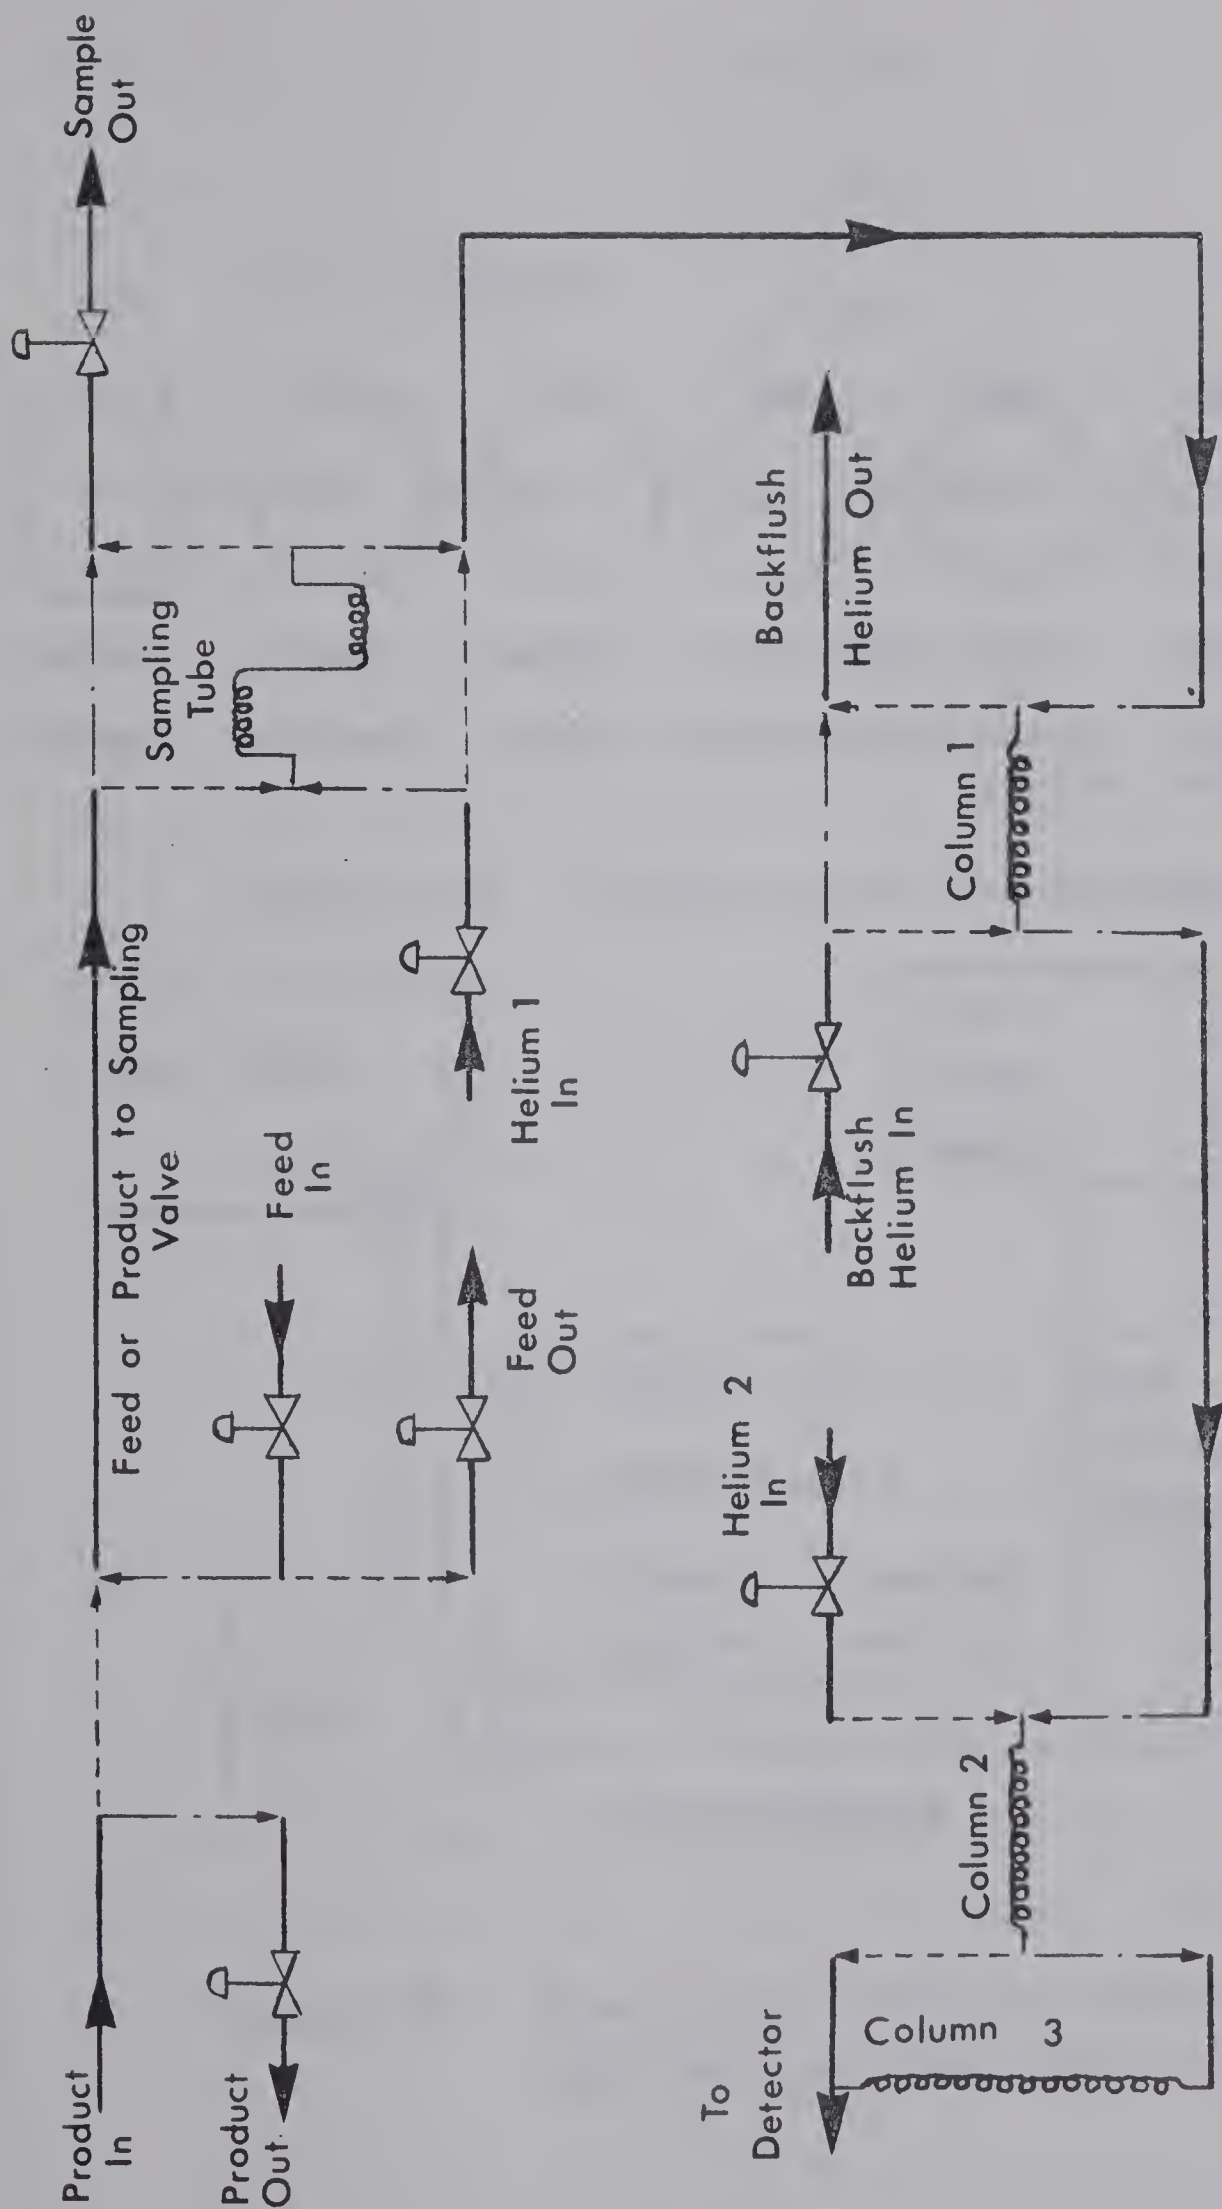 Product
In
Product
Out
Feed or Product to Sampling
Valve
Feed
In
Feed
Out
Sampling
Tube
Helium 1
In
Sample
Out
To
Detector
Column 3
Column 2
Helium 2
In
Backflush
Helium In
Column 1
Backflush
Helium Out